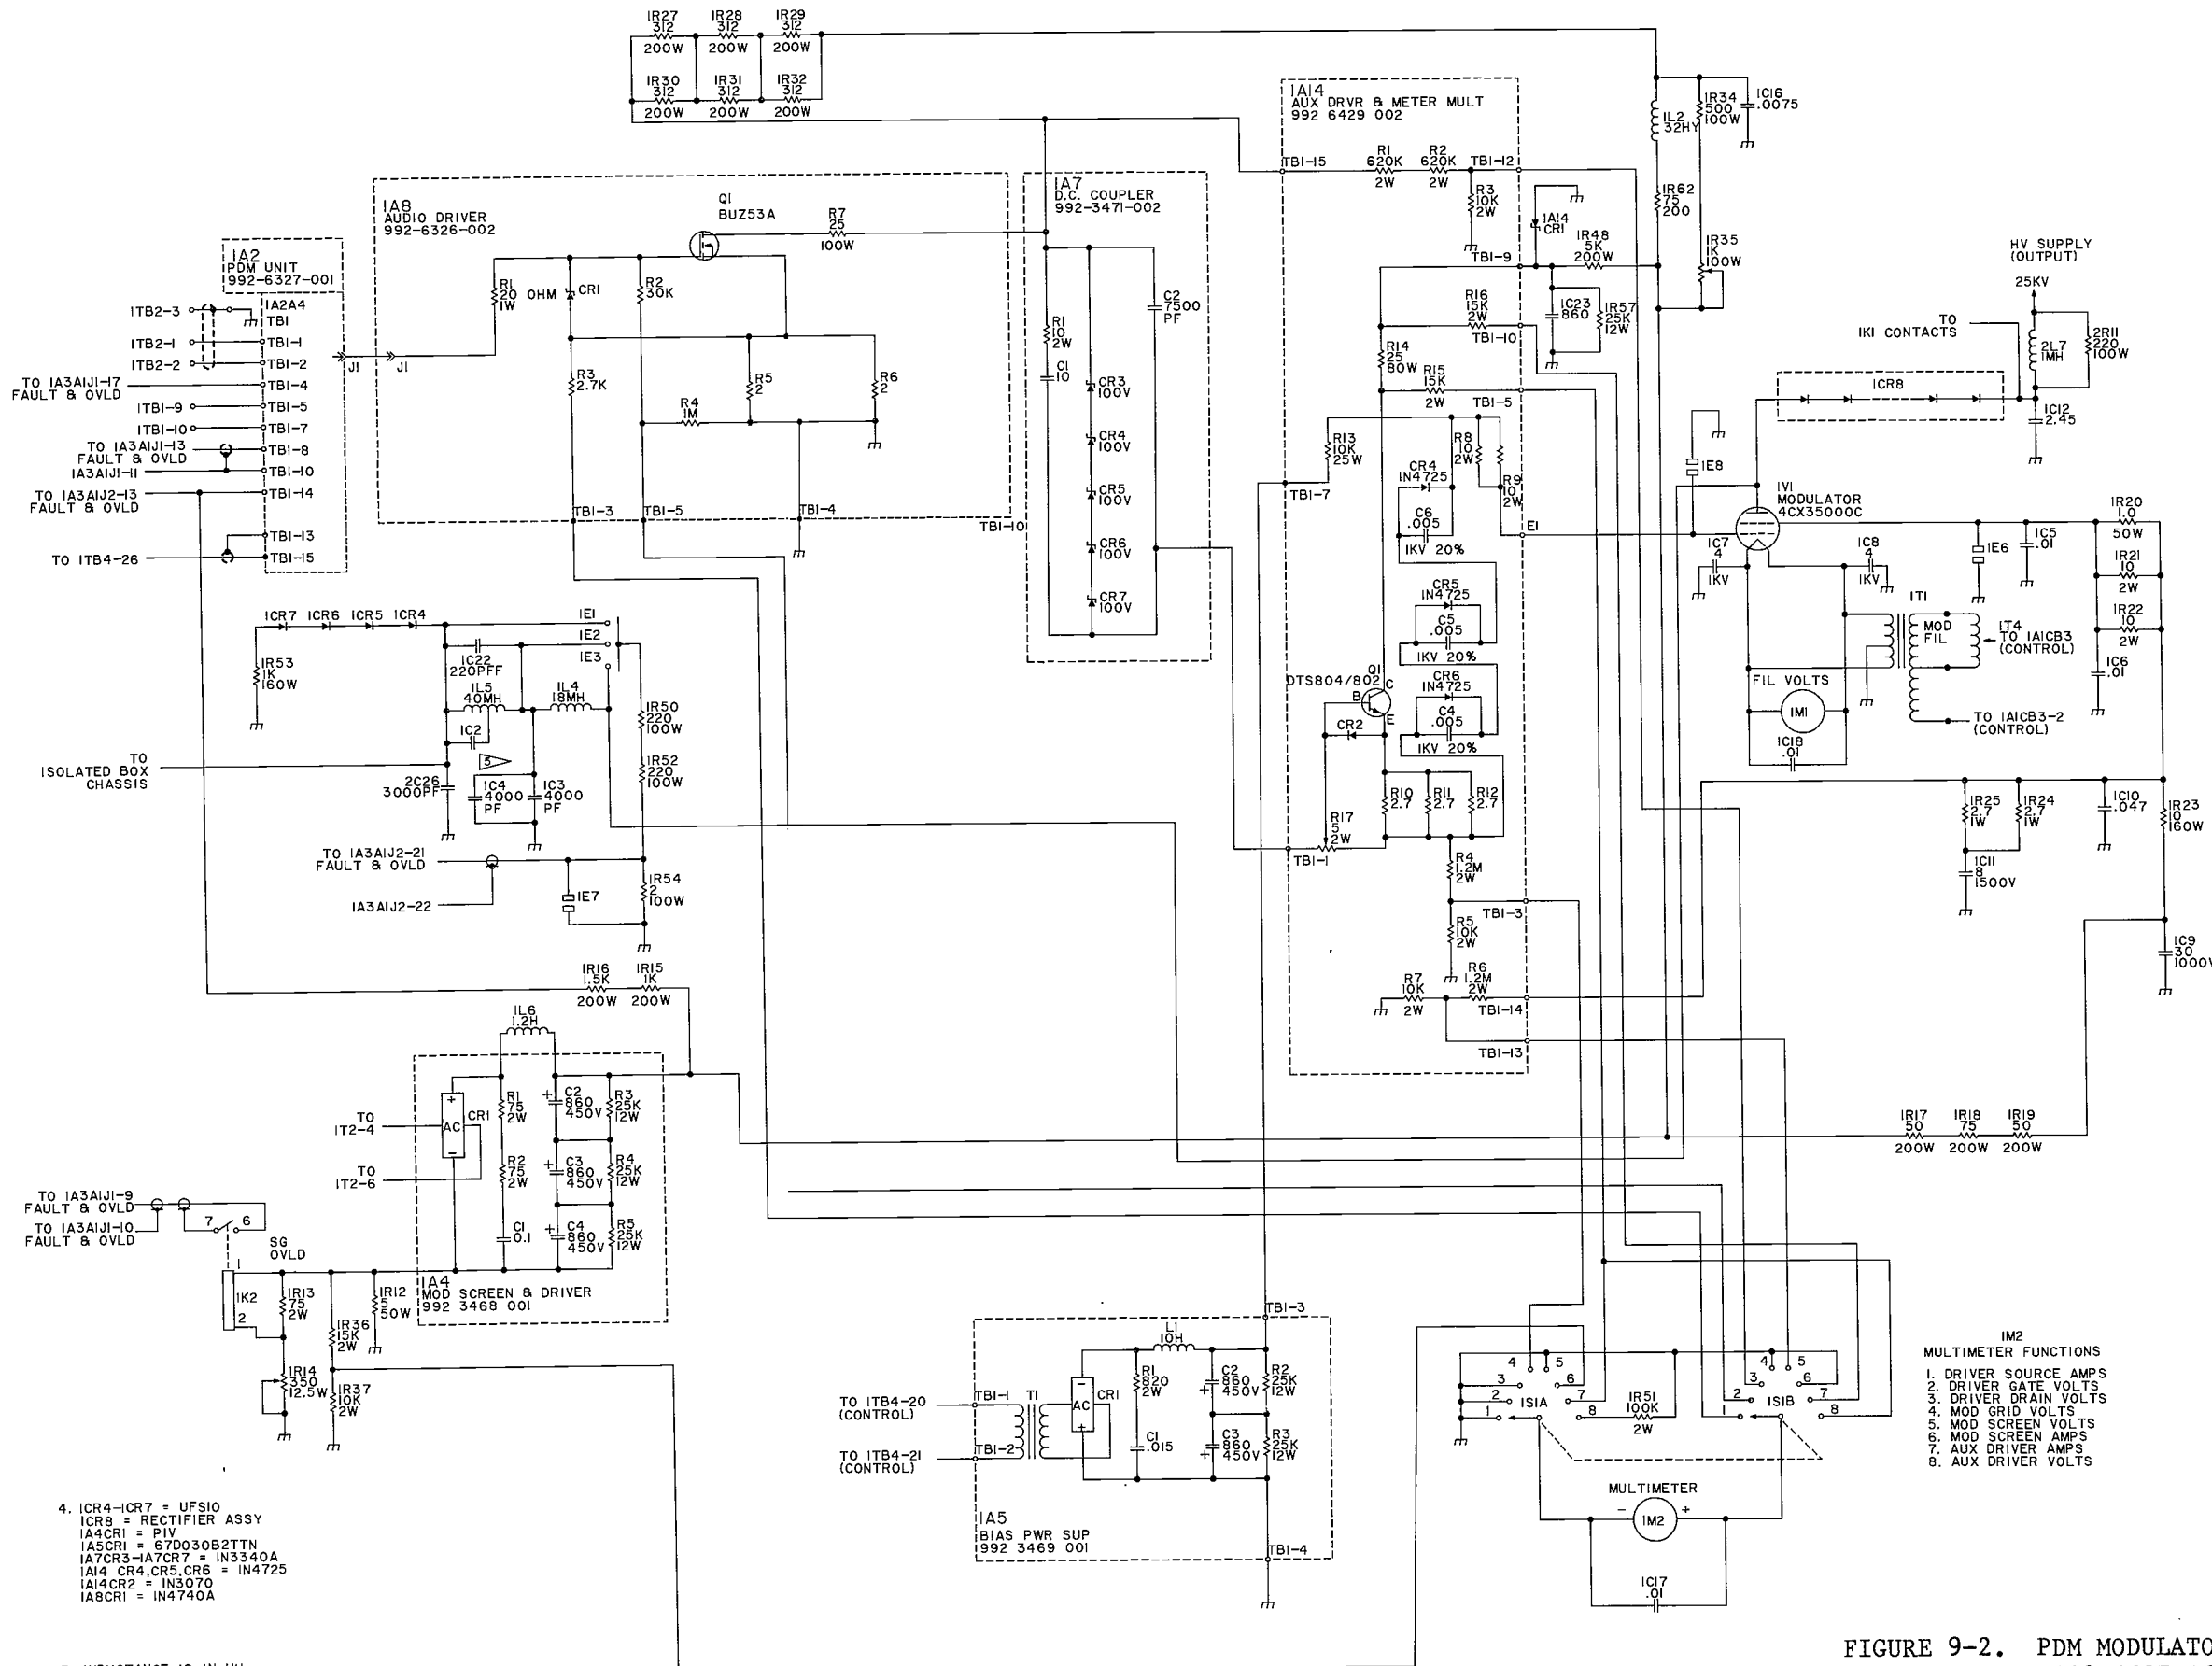 1R27
312
200W
1R28
312
200W
1R29
312
200W
1R30
312
200W
1R31
312
200W
1R32
312
200W
1A2
PDM UNIT
992-6327-001
1A2A4
TB1
1TB2-3
1TB2-1
TB1-1
1TB2-2
TB1-2
TO 1A3A1J1-17
FAULT & OVLD
TB1-4
1TB1-9
TB1-5
1TB1-10
TB1-7
TO 1A3A1J1-13
FAULT & OVLD
TB1-8
1A3A1J1-11
TB1-10
TO 1A3A1J2-13
FAULT & OVLD
TB1-14
TB1-13
TO 1TB4-26
TB1-15
J1
J1
1A8
AUDIO DRIVER
992-6326-002
Q1
BUZ53A
R7
25
100W
R1
20
1W
OHM
CR1
R2
30K
R3
2.7K
R4
1M
R5
2
R6
2
TB1-3
TB1-5
TB1-4
TB1-10
1A7
D.C. COUPLER
992-3471-002
R1
10
2W
C1
10
C2
7500
PF
CR3
100V
CR4
100V
CR5
100V
CR6
100V
CR7
100V
1A14
AUX DRVR & METER MULT
992 6429 002
TB1-15
R1
620K
2W
R2
620K
2W
TB1-12
R3
10K
2W
1A14
CR1
TB1-9
1R48
5K
200W
R16
15K
2W
TB1-10
1C23
860
1R57
25K
12W
R14
25
80W
R15
15K
2W
TB1-5
R13
10K
25W
R8
10
2W
R9
10
2W
TB1-7
CR4
1N4725
C6
.005
1KV 20%
E1
CR5
1N4725
C5
.005
1KV 20%
Q1
DTS804/802
B
C
E
CR2
CR6
1N4725
C4
.005
1KV 20%
R10
2.7
R11
2.7
R12
2.7
R17
5
2W
TB1-1
R4
1.2M
2W
TB1-3
R5
10K
2W
R7
10K
2W
R6
1.2M
2W
TB1-14
TB1-13
1L2
32HY
1R34
500
100W
1C16
.0075
1R62
75
200
1R35
1K
100W
HV SUPPLY
(OUTPUT)
25KV
TO
1K1 CONTACTS
2L7
1MH
2R11
220
100W
1CR8
1C12
2.45
1E8
1V1
MODULATOR
4CX35000C
1C7
4
1KV
1C8
4
1KV
1E6
1C5
.01
1R20
1.0
50W
1R21
10
2W
1R22
10
2W
1C6
.01
1T1
MOD
FIL
1T4
TO 1A1CB3
(CONTROL)
FIL VOLTS
1M1
TO 1A1CB3-2
(CONTROL)
1C18
.01
1R25
2.7
1W
1R24
2.7
1W
1C10
.047
1R23
10
160W
1C11
8
1500V
1C9
30
1000V
1CR7
1CR6
1CR5
1CR4
1E1
1E2
1E3
1C22
220PFF
1R53
1K
160W
1L5
40MH
1L4
18MH
1C2
1R50
220
100W
TO
ISOLATED BOX
CHASSIS
5
2C26
3000PF
1C4
4000
PF
1C3
4000
PF
1R52
220
100W
TO 1A3A1J2-21
FAULT & OVLD
1A3A1J2-22
1E7
1R54
2
100W
1R16
1.5K
200W
1R15
1K
200W
1L6
1.2H
TO
1T2-4
AC
+
-
CR1
TO
1T2-6
R1
75
2W
R2
75
2W
C1
0.1
C2
860
450V
C3
860
450V
C4
860
450V
R3
25K
12W
R4
25K
12W
R5
25K
12W
1A4
MOD SCREEN & DRIVER
992 3468 001
TO 1A3A1J1-9
FAULT & OVLD
TO 1A3A1J1-10
FAULT & OVLD
7
6
SG
OVLD
1
1K2
2
1R13
75
2W
1R36
15K
2W
1R12
5
50W
1R14
350
12.5W
1R37
10K
2W
1R17
50
200W
1R18
75
200W
1R19
50
200W
TB1-3
L1
10H
TO 1TB4-20
(CONTROL)
TB1-1
T1
AC
-
+
CR1
R1
820
2W
C2
860
450V
R2
25K
12W
TO 1TB4-21
(CONTROL)
TB1-2
C1
.015
C3
860
450V
R3
25K
12W
1A5
BIAS PWR SUP
992 3469 001
TB1-4
4
5
3
6
2
7
1
8
1S1A
1R51
100K
2W
4
5
3
6
2
7
1
8
1S1B
MULTIMETER
-
1M2
+
1C17
.01
1M2
MULTIMETER FUNCTIONS
1. DRIVER SOURCE AMPS
2. DRIVER GATE VOLTS
3. DRIVER DRAIN VOLTS
4. MOD GRID VOLTS
5. MOD SCREEN VOLTS
6. MOD SCREEN AMPS
7. AUX DRIVER AMPS
8. AUX DRIVER VOLTS
4. 1CR4-1CR7 = UFS10
1CR8 = RECTIFIER ASSY
1A4CR1 = PIV
1A5CR1 = 67D030B2TTN
1A7CR3-1A7CR7 = 1N3340A
1A14 CR4,CR5,CR6 = 1N4725
1A14CR2 = 1N3070
1A8CR1 = 1N4740A
FIGURE 9-2. PDM MODULATO